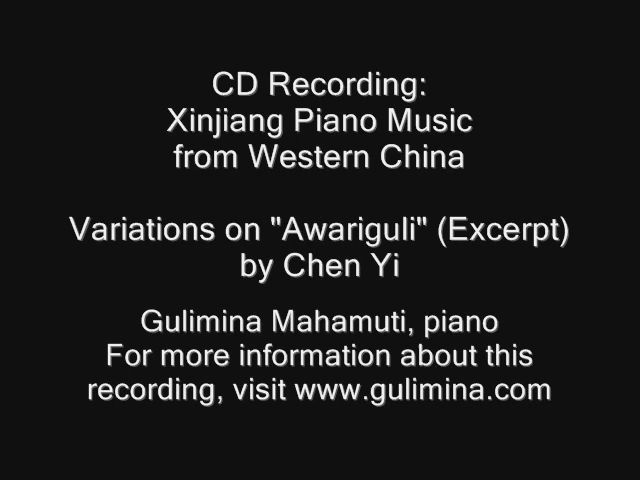 CD Recording:
Xinjiang Piano Music
from Western China
Variations on "Awariguli" (Excerpt)
by Chen Yi
Gulimina Mahamuti, piano
For more information about this
recording, visit www.gulimina.com